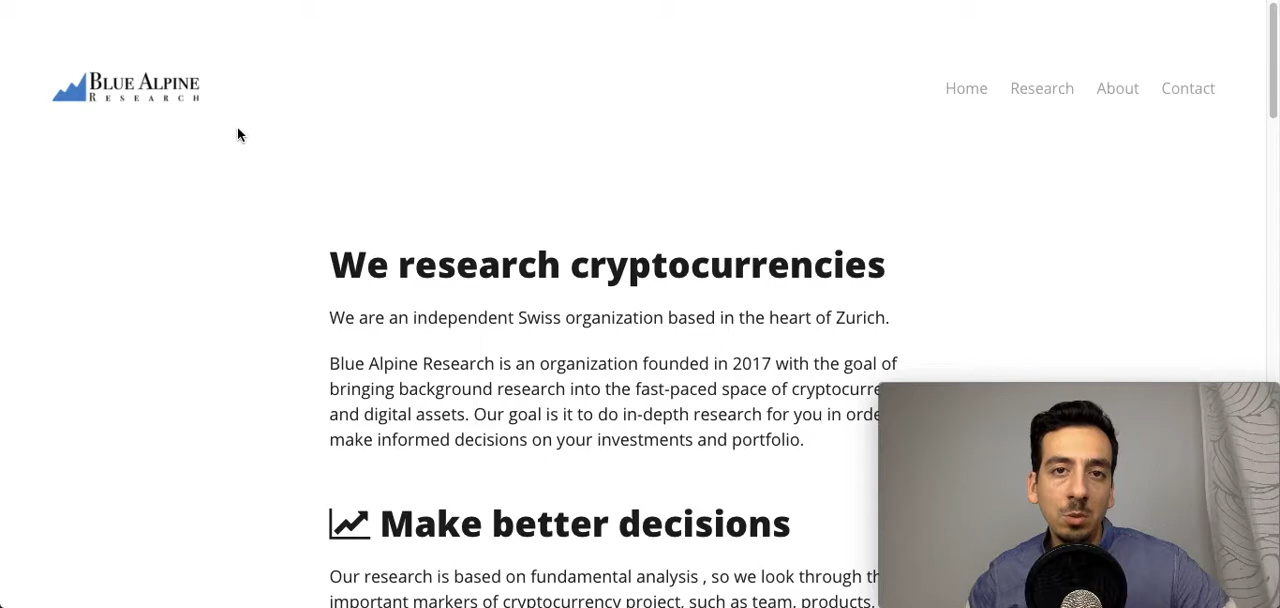 BLUE ALPINE
RESEARCH
Home Research About Contact
We research cryptocurrencies
We are an independent Swiss organization based in the heart of Zurich.
Blue Alpine Research is an organization founded in 2017 with the goal of
bringing background research into the fast-paced space of
and digital assets. Our goal is it to do in-depth research for you in
make informed decisions on your investments and portfolio.
Make better decisions
Our research is based on fundamental analysis , so we look through
important markers of cryptocurrency project, such as team, products,